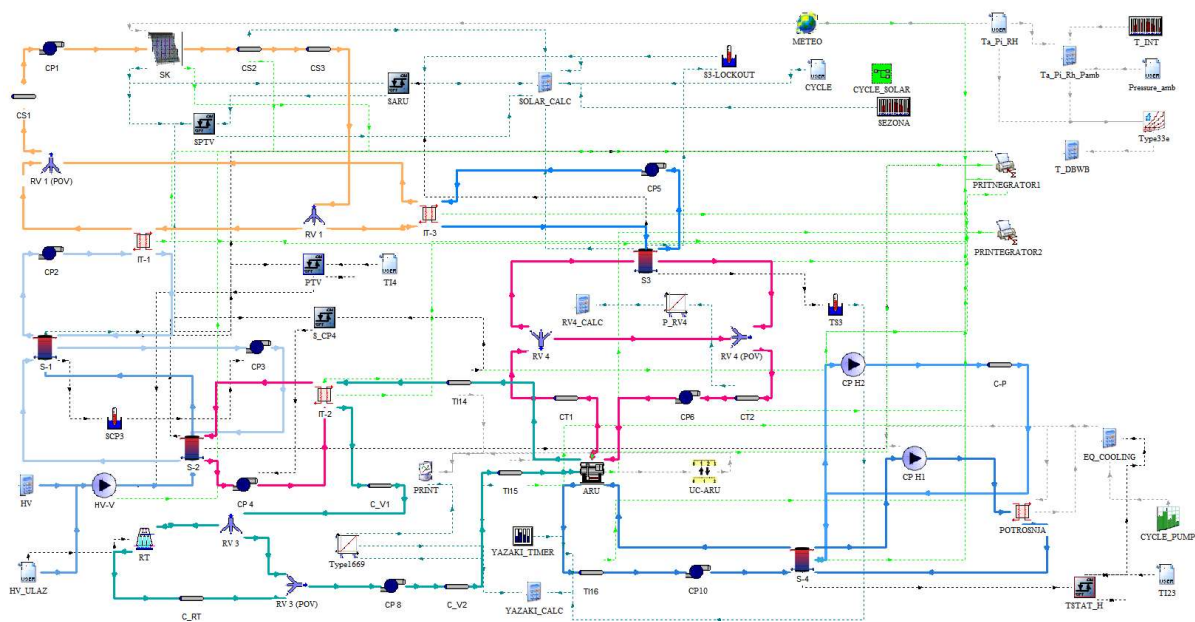 METEO
Ta_Pi_RH
T_INT
CP1
SK
CS2
CS3
S3-LOCKOUT
CYCLE
CYCLE_SOLAR
Ta_Pi_Rh_Pamb
Pressure_amb
SARU
SOLAR_CALC
SEZONA
CS1
SPTV
Type33e
T_DBWB
RV 1 (POV)
CP5
PRITNEGRATOR1
RV 1
IT-3
IT-1
PRINTEGRATOR2
CP2
PTV
TI4
S3
RV4_CALC
P_RV4
TS3
S_CP4
S-1
CP3
RV 4
RV 4 (POV)
CP H2
C-P
IT-2
TI14
CT1
CP6
CT2
SCP3
S-2
EQ_COOLING
CP H1
HV
HV-V
CP 4
C_V1
PRINT
TI15
ARU
UC-ARU
POTROSNJA
CYCLE_PUMP
RT
RV 3
Type1669
YAZAKI_TIMER
S-4
HV_ULAZ
C_RT
RV 3 (POV)
CP 8
C_V2
YAZAKI_CALC
TI16
CP10
TSTAT_H
TI23